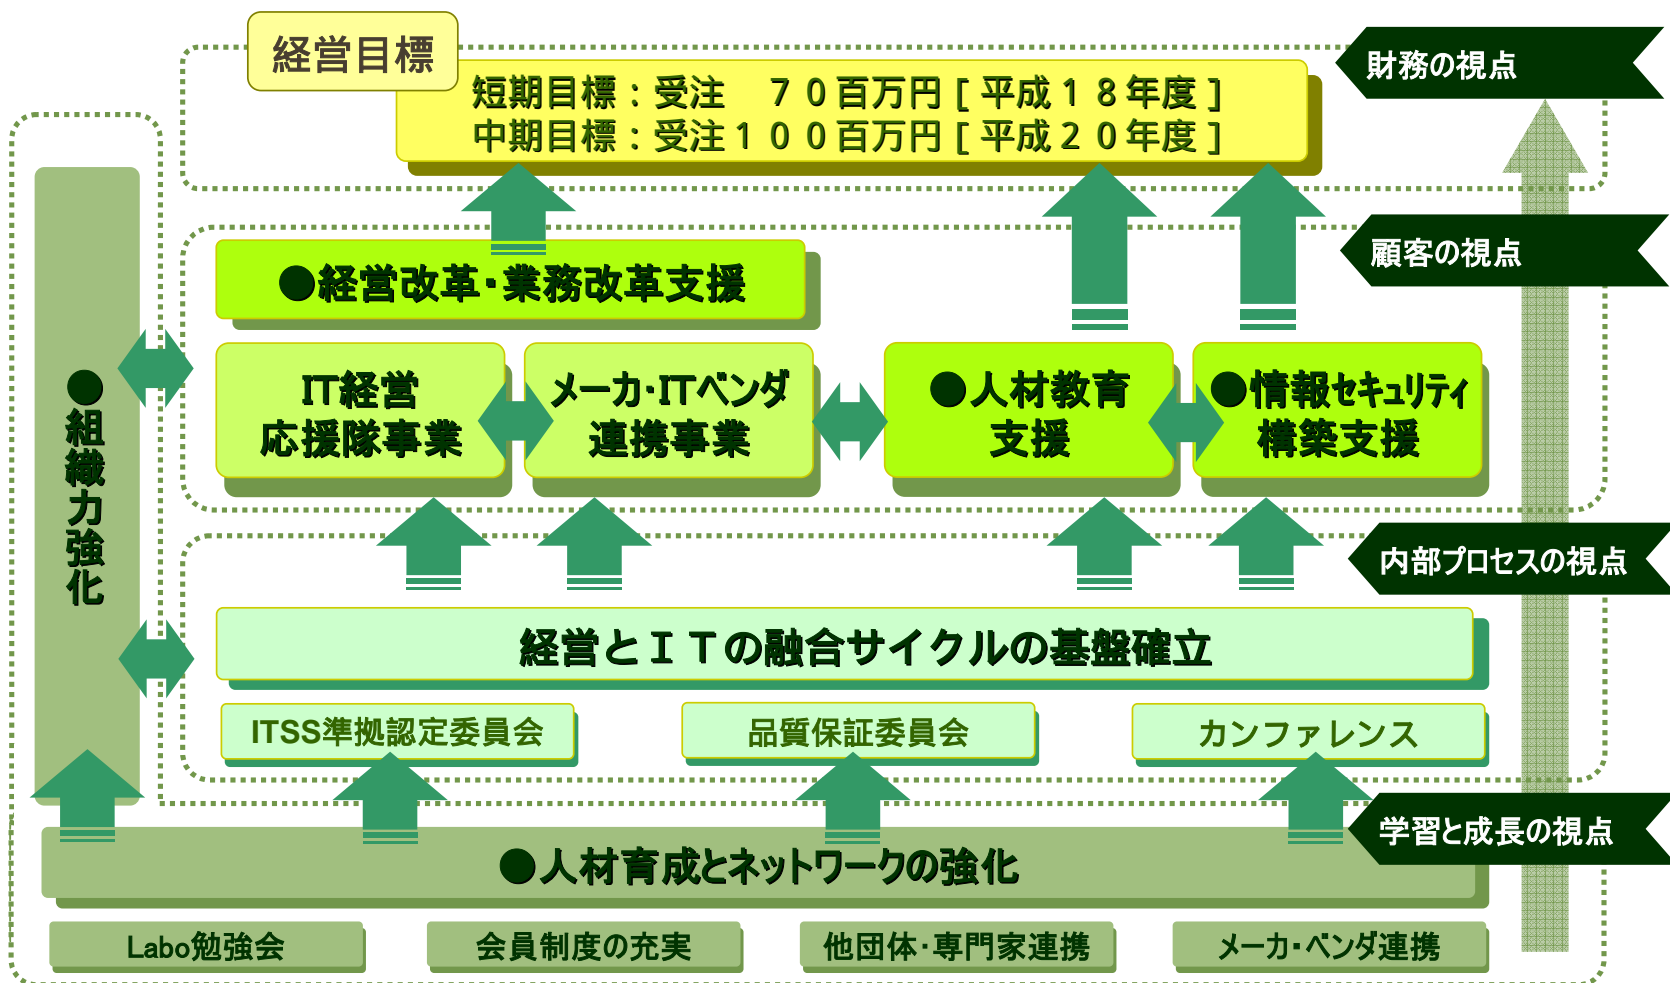 経営目標
財務の視点
短期目標：受注　７０百万円［平成１８年度］
中期目標：受注１００百万円［平成２０年度］
顧客の視点
●経営改革・業務改革支援
IT経営
応援隊事業
メーカ・ITベンダ
連携事業
●人材教育
支援
●情報セキュリティ
構築支援
●組織力強化
内部プロセスの視点
経営とＩＴの融合サイクルの基盤確立
ITSS準拠認定委員会
品質保証委員会
カンファレンス
学習と成長の視点
●人材育成とネットワークの強化
Labo勉強会
会員制度の充実
他団体・専門家連携
メーカ・ベンダ連携